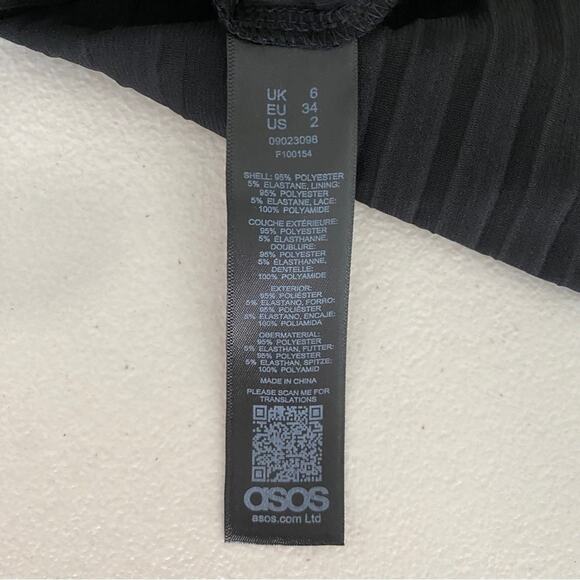 UK 6
EU 34
US 2
09023098
F100154
SHELL: 95% POLYESTER
5% ELASTANE, LINING:
95% POLYESTER
5% ELASTANE, LACE:
100% POLYAMIDE
COUCHE EXTÉRIEURE:
95% POLYESTER
5% ÉLASTHANNE,
DOUBLURE:
95% POLYESTER
5% ÉLASTHANNE,
DENTELLE:
100% POLYAMIDE
EXTERIOR:
95% POLIÉSTER
5% ELASTANO, FORRO:
95% POLIÉSTER
5% ELASTANO, ENCAJE:
100% POLIAMIDA
OBERMATERIAL:
95% POLYESTER
5% ELASTHAN, FUTTER:
95% POLYESTER
5% ELASTHAN, SPITZE:
100% POLYAMID
MADE IN CHINA
PLEASE SCAN ME FOR
TRANSLATIONS
asos
asos.com Ltd